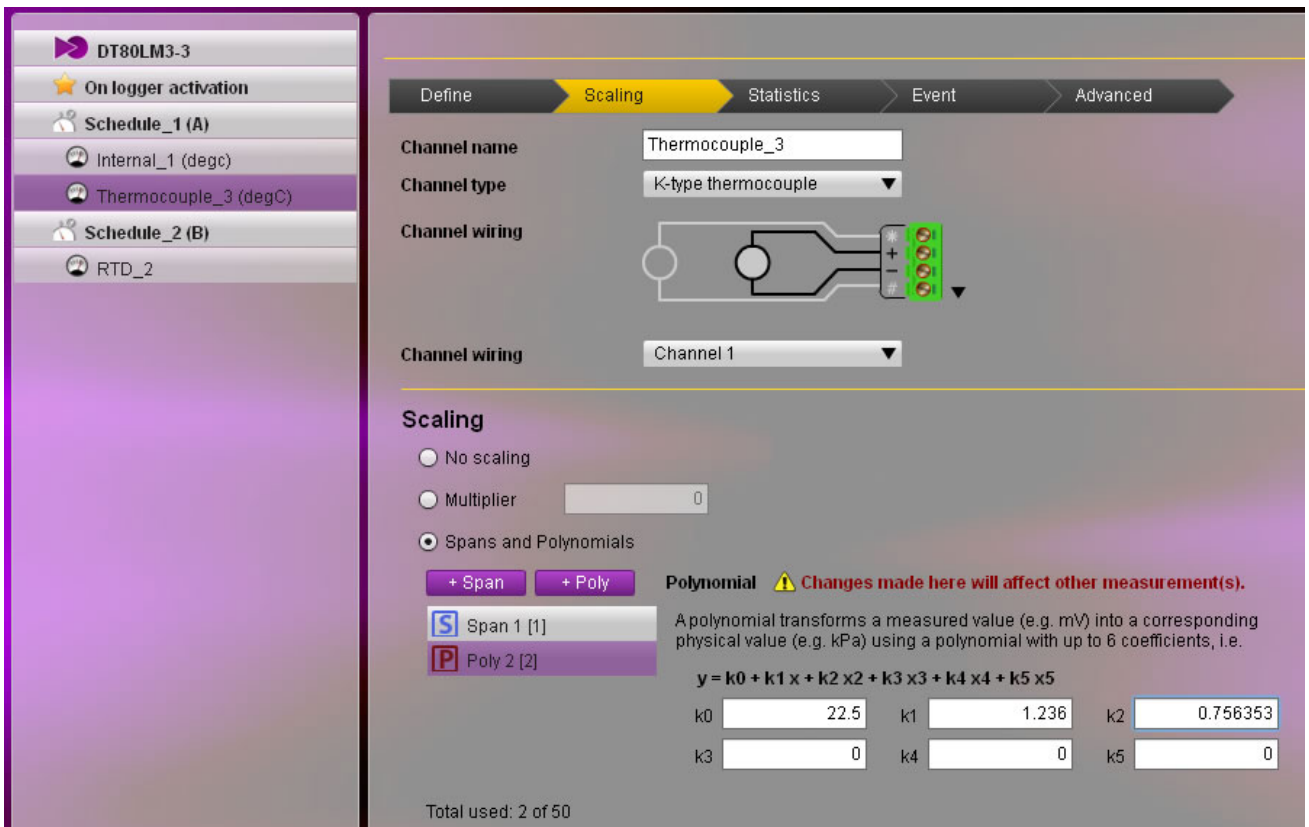 DT80LM3-3
On logger activation
Schedule_1 (A)
Internal_1 (degc)
Thermocouple_3 (degC)
Schedule_2 (B)
RTD_2
Define Scaling Statistics Event Advanced
Channel name Thermocouple_3
Channel type K-type thermocouple
Channel wiring
*
+
−
#
Channel wiring Channel 1
Scaling
No scaling
Multiplier 0
Spans and Polynomials
+ Span + Poly
S Span 1 [1]
P Poly 2 [2]
Polynomial ! Changes made here will affect other measurement(s).
A polynomial transforms a measured value (e.g. mV) into a corresponding
physical value (e.g. kPa) using a polynomial with up to 6 coefficients, i.e.
y = k0 + k1 x + k2 x2 + k3 x3 + k4 x4 + k5 x5
k0 22.5 k1 1.236 k2 0.756353
k3 0 k4 0 k5 0
Total used: 2 of 50